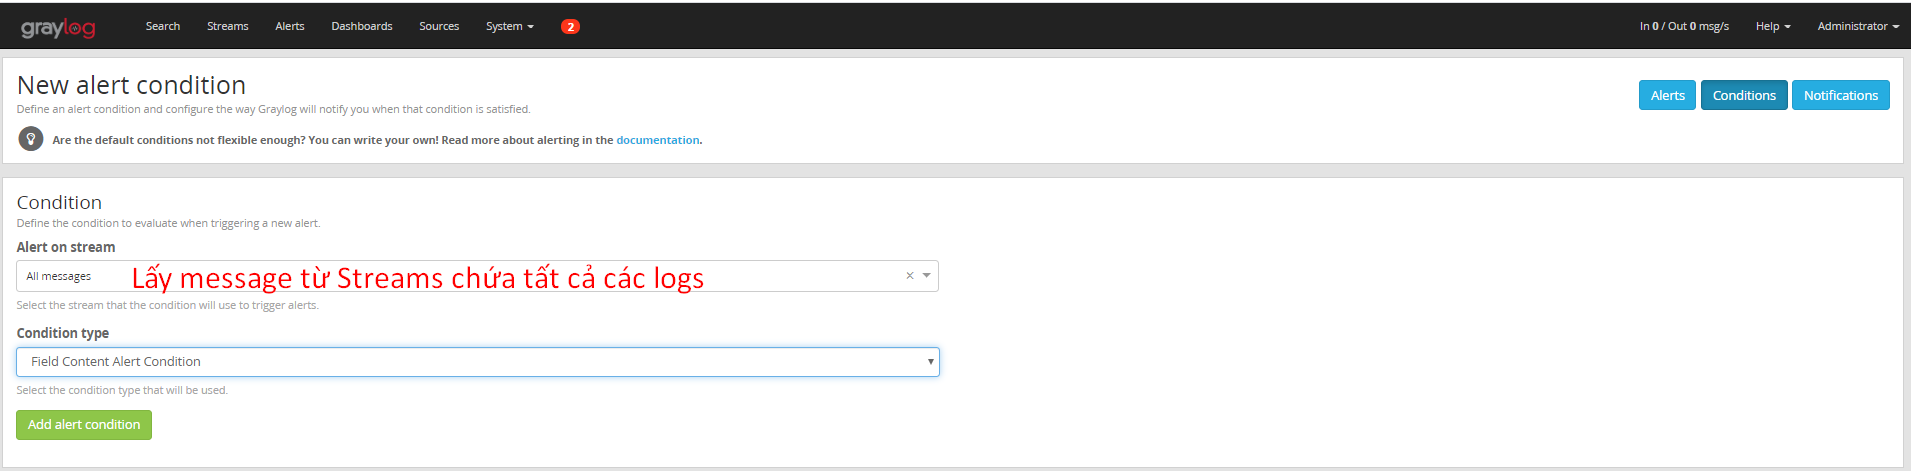 graylog Search Streams Alerts Dashboards Sources System 2 In 0 / Out 0 msg/s Help Administrator
New alert condition
Define an alert condition and configure the way Graylog will notify you when that condition is satisfied.
Alerts Conditions Notifications
Are the default conditions not flexible enough? You can write your own! Read more about alerting in the documentation.
Condition
Define the condition to evaluate when triggering a new alert.
Alert on stream
All messages Lấy message từ Streams chứa tất cả các logs ×
Select the stream that the condition will use to trigger alerts.
Condition type
Field Content Alert Condition
Select the condition type that will be used.
Add alert condition